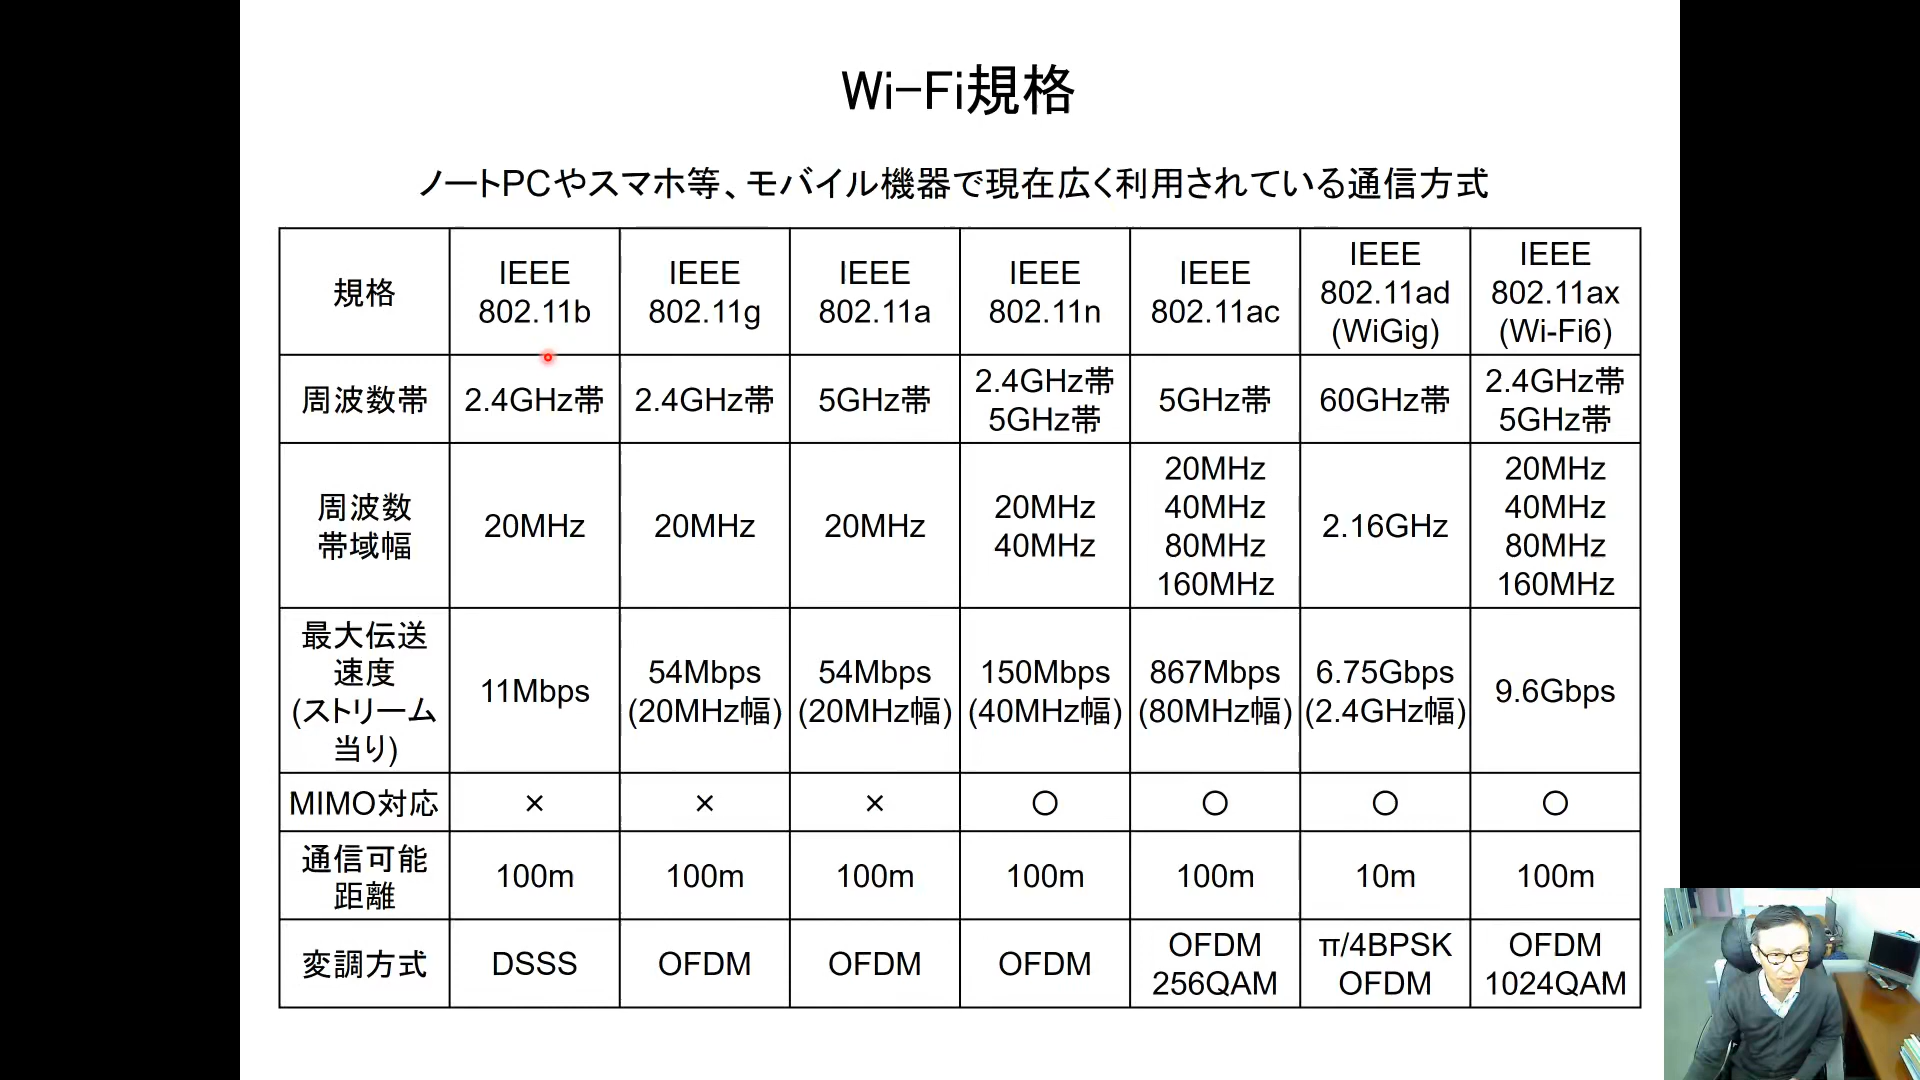 Wi-Fi規格
ノートPCやスマホ等、モバイル機器で現在広く利用されている通信方式
規格
IEEE
802.11b
IEEE
802.11g
IEEE
802.11a
IEEE
802.11n
IEEE
802.11ac
IEEE
802.11ad
(WiGig)
IEEE
802.11ax
(Wi-Fi6)
周波数帯
2.4GHz帯
2.4GHz帯
5GHz帯
2.4GHz帯
5GHz帯
5GHz帯
60GHz帯
2.4GHz帯
5GHz帯
周波数
帯域幅
20MHz
20MHz
20MHz
20MHz
40MHz
20MHz
40MHz
80MHz
160MHz
2.16GHz
20MHz
40MHz
80MHz
160MHz
最大伝送
速度
(ストリーム
当り)
11Mbps
54Mbps
(20MHz幅)
54Mbps
(20MHz幅)
150Mbps
(40MHz幅)
867Mbps
(80MHz幅)
6.75Gbps
(2.4GHz幅)
9.6Gbps
MIMO対応
×
×
×
○
○
○
○
通信可能
距離
100m
100m
100m
100m
100m
10m
100m
変調方式
DSSS
OFDM
OFDM
OFDM
OFDM
256QAM
π/4BPSK
OFDM
OFDM
1024QAM